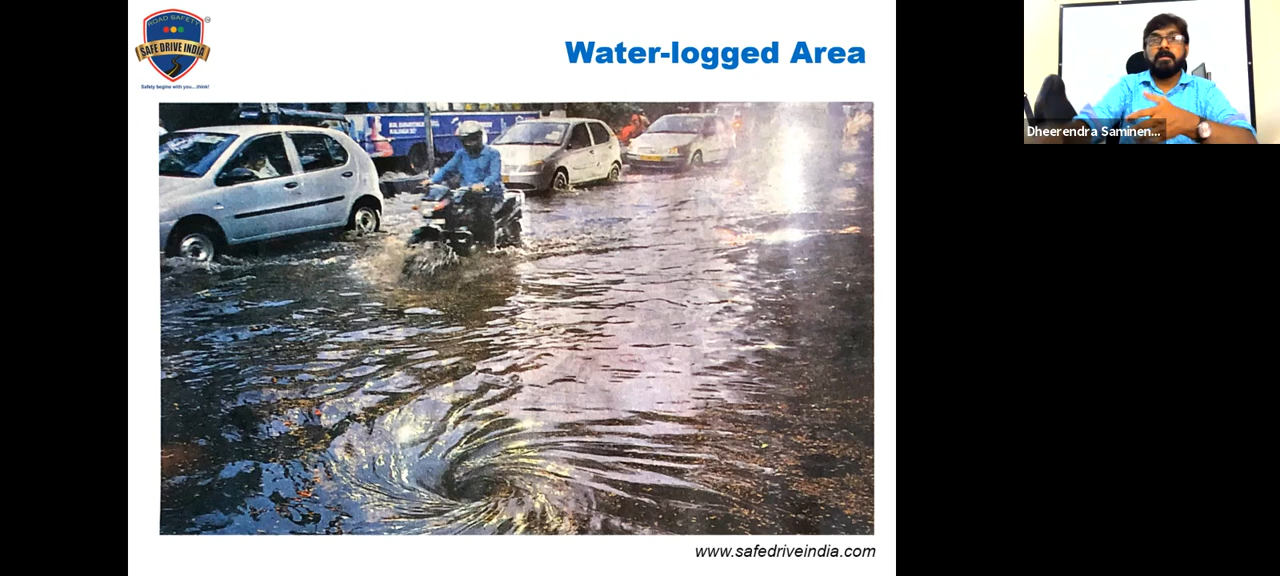 ROAD SAFETY
SAFE DRIVE INDIA
Safety begins with you...think!
Water-logged Area
Dheerendra Saminen...
www.safedriveindia.com